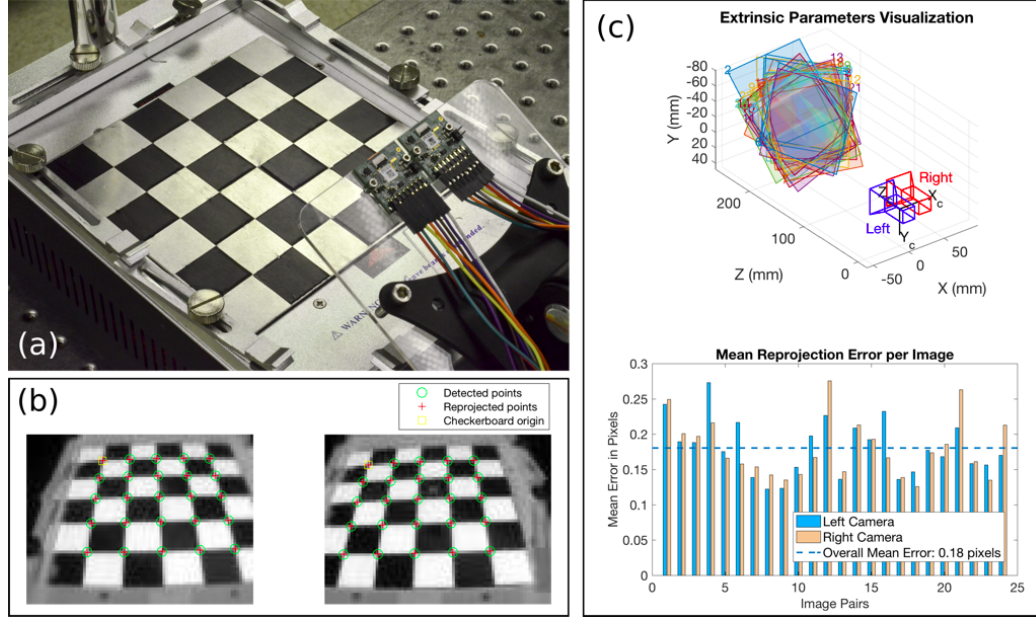 (a)
⚠ WARNING
(b)
Detected points
Reprojected points
Checkerboard origin
(c)
Extrinsic Parameters Visualization
-80
-60
-40
-20
0
20
40
Y (mm)
200
100
0
Z (mm)
-50
0
50
X (mm)
2
13
12
21
Right
Left
Z
X c
Y c
Mean Reprojection Error per Image
0.3
0.25
0.2
0.15
0.1
0.05
0
Mean Error in Pixels
Left Camera
Right Camera
Overall Mean Error: 0.18 pixels
0 5 10 15 20 25
Image Pairs